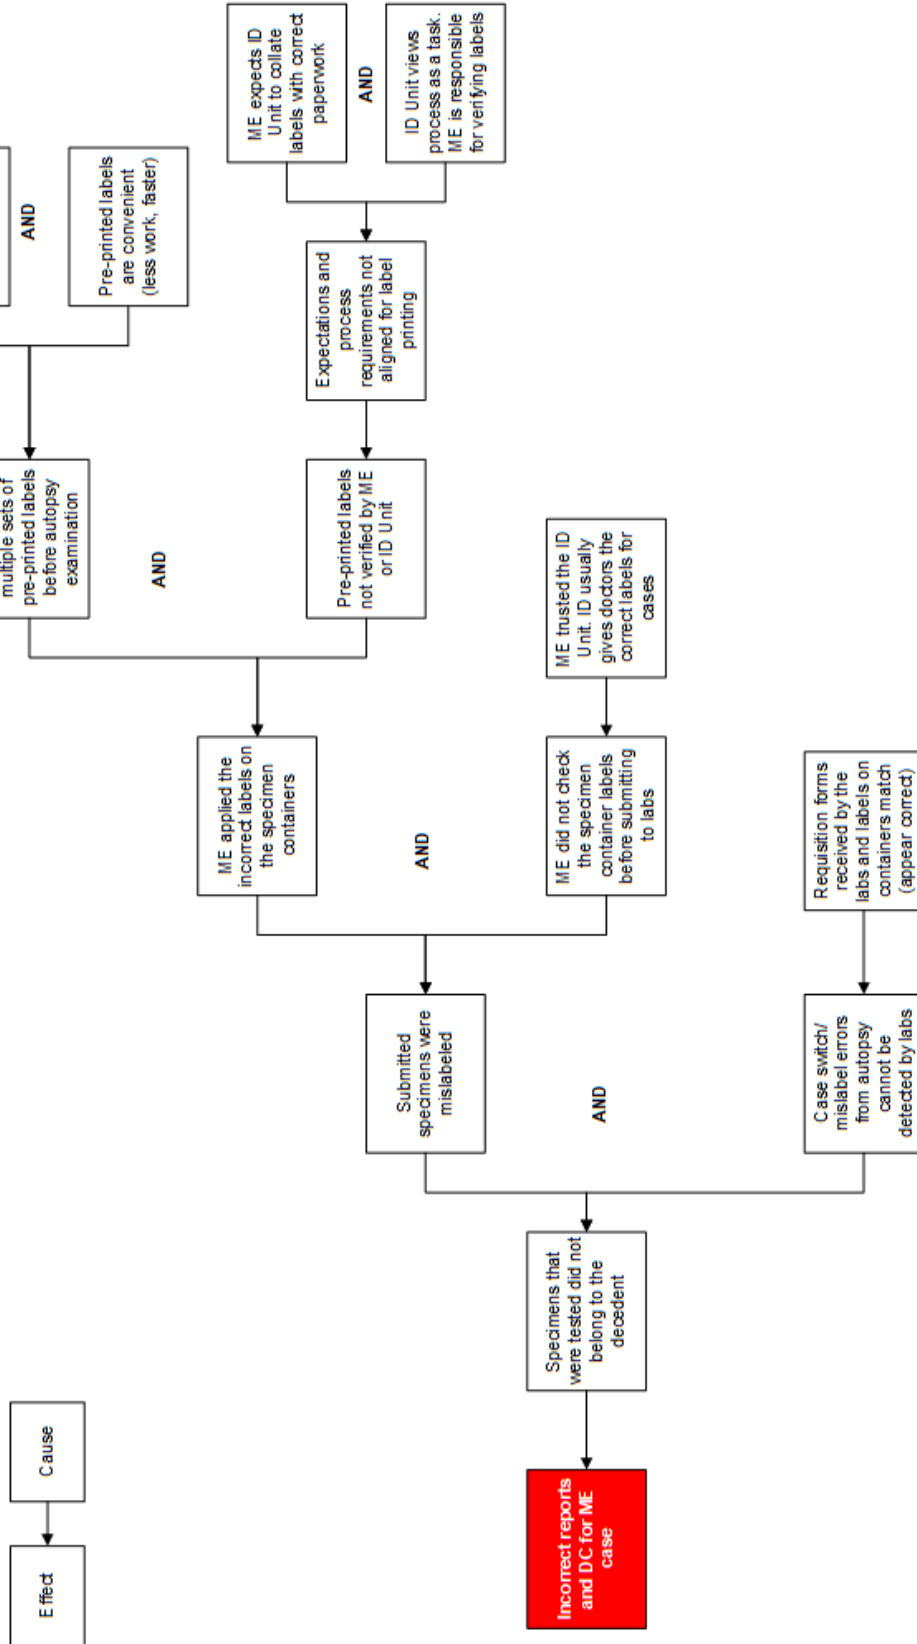 Effect
Cause
Incorrect reports
and DC for ME
case
Specimens that
were tested did not
belong to the
decedent
Submitted
specimens were
mislabeled
AND
Case switch/
mislabel errors
from autopsy
cannot be
detected by labs
ME applied the
incorrect labels on
the specimen
containers
AND
ME did not check
the specimen
container labels
before submitting
to labs
Requisition forms
received by the
labs and labels on
containers match
(appear correct)
multiple sets of
pre-printed labels
before autopsy
examination
AND
Pre-printed labels
not verified by ME
or ID Unit
ME trusted the ID
Unit. ID usually
gives doctors the
correct labels for
cases
Expectations and
process
requirements not
aligned for label
printing
AND
Pre-printed labels
are convenient
(less work, faster)
ME expects ID
Unit to collate
labels with correct
paperwork
AND
ID Unit views
process as a task.
ME is responsible
for verifying labels